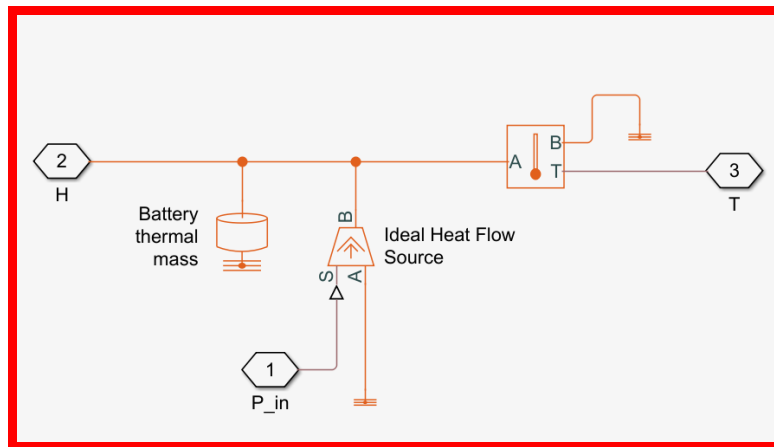 2
H
Battery
thermal
mass
B
Ideal Heat Flow
Source
S
A
1
P_in
A
B
T
3
T